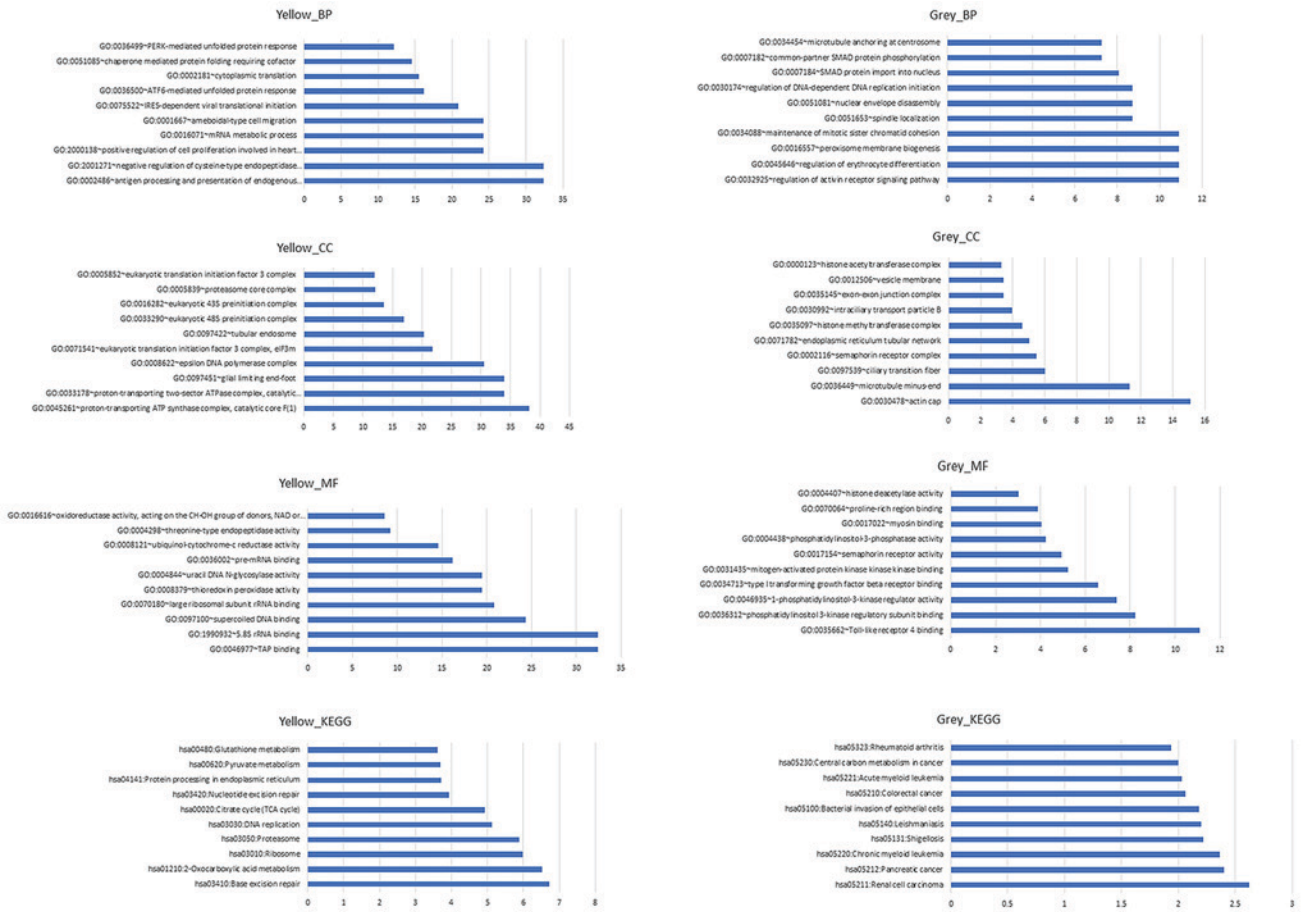 Yellow_BP
GO:0036499~PERK-mediated unfolded protein response
GO:0051085~chaperone mediated protein folding requiring cofactor
GO:0002181~cytoplasmic translation
GO:0036500~ATF6-mediated unfolded protein response
GO:0075522~IRES-dependent viral translational initiation
GO:0001667~ameboidal-type cell migration
GO:0016071~mRNA metabolic process
GO:2000138~positive regulation of cell proliferation involved in heart...
GO:2001271~negative regulation of cysteine-type endopeptidase...
GO:0002486~antigen processing and presentation of endogenous...
0 5 10 15 20 25 30 35
Grey_BP
GO:0034454~microtubule anchoring at centrosome
GO:0007182~common-partner SMAD protein phosphorylation
GO:0007184~SMAD protein import into nucleus
GO:0030174~regulation of DNA-dependent DNA replication initiation
GO:0051081~nuclear envelope disassembly
GO:0051653~spindle localization
GO:0034088~maintenance of mitotic sister chromatid cohesion
GO:0016557~peroxisome membrane biogenesis
GO:0045646~regulation of erythrocyte differentiation
GO:0032925~regulation of activin receptor signaling pathway
0 2 4 6 8 10 12
Yellow_CC
GO:0005852~eukaryotic translation initiation factor 3 complex
GO:0005839~proteasome core complex
GO:0016282~eukaryotic 43S preinitiation complex
GO:0033290~eukaryotic 48S preinitiation complex
GO:0097422~tubular endosome
GO:0071541~eukaryotic translation initiation factor 3 complex, eIF3m
GO:0008622~epsilon DNA polymerase complex
GO:0097451~glial limiting end-foot
GO:0033178~proton-transporting two-sector ATPase complex, catalytic...
GO:0045261~proton-transporting ATP synthase complex, catalytic core F(1)
0 5 10 15 20 25 30 35 40 45
Grey_CC
GO:0000123~histone acetyltransferase complex
GO:0012506~vesicle membrane
GO:0035145~exon-exon junction complex
GO:0030992~intraciliary transport particle B
GO:0035097~histone methyltransferase complex
GO:0071782~endoplasmic reticulum tubular network
GO:0002116~semaphorin receptor complex
GO:0097539~ciliary transition fiber
GO:0036449~microtubule minus-end
GO:0030478~actin cap
0 2 4 6 8 10 12 14 16
Yellow_MF
GO:0016616~oxidoreductase activity, acting on the CH-OH group of donors, NAD or...
GO:0004298~threonine-type endopeptidase activity
GO:0008121~ubiquinol-cytochrome-c reductase activity
GO:0036002~pre-mRNA binding
GO:0004844~uracil DNA N-glycosylase activity
GO:0008379~thioredoxin peroxidase activity
GO:0070180~large ribosomal subunit rRNA binding
GO:0097100~supercoiled DNA binding
GO:1990932~5.8S rRNA binding
GO:0046977~TAP binding
0 5 10 15 20 25 30 35
Grey_MF
GO:0004407~histone deacetylase activity
GO:0070064~proline-rich region binding
GO:0017022~myosin binding
GO:0004438~phosphatidylinositol-3-phosphatase activity
GO:0017154~semaphorin receptor activity
GO:0031435~mitogen-activated protein kinase kinase kinase binding
GO:0034713~type I transforming growth factor beta receptor binding
GO:0046935~1-phosphatidylinositol-3-kinase regulator activity
GO:0036312~phosphatidylinositol 3-kinase regulatory subunit binding
GO:0035662~Toll-like receptor 4 binding
0 2 4 6 8 10 12
Yellow_KEGG
hsa00480:Glutathione metabolism
hsa00620:Pyruvate metabolism
hsa04141:Protein processing in endoplasmic reticulum
hsa03420:Nucleotide excision repair
hsa00020:Citrate cycle (TCA cycle)
hsa03030:DNA replication
hsa03050:Proteasome
hsa03010:Ribosome
hsa01210:2-Oxocarboxylic acid metabolism
hsa03410:Base excision repair
0 1 2 3 4 5 6 7 8
Grey_KEGG
hsa05323:Rheumatoid arthritis
hsa05230:Central carbon metabolism in cancer
hsa05221:Acute myeloid leukemia
hsa05210:Colorectal cancer
hsa05100:Bacterial invasion of epithelial cells
hsa05140:Leishmaniasis
hsa05131:Shigellosis
hsa05220:Chronic myeloid leukemia
hsa05212:Pancreatic cancer
hsa05211:Renal cell carcinoma
0 0.5 1 1.5 2 2.5 3